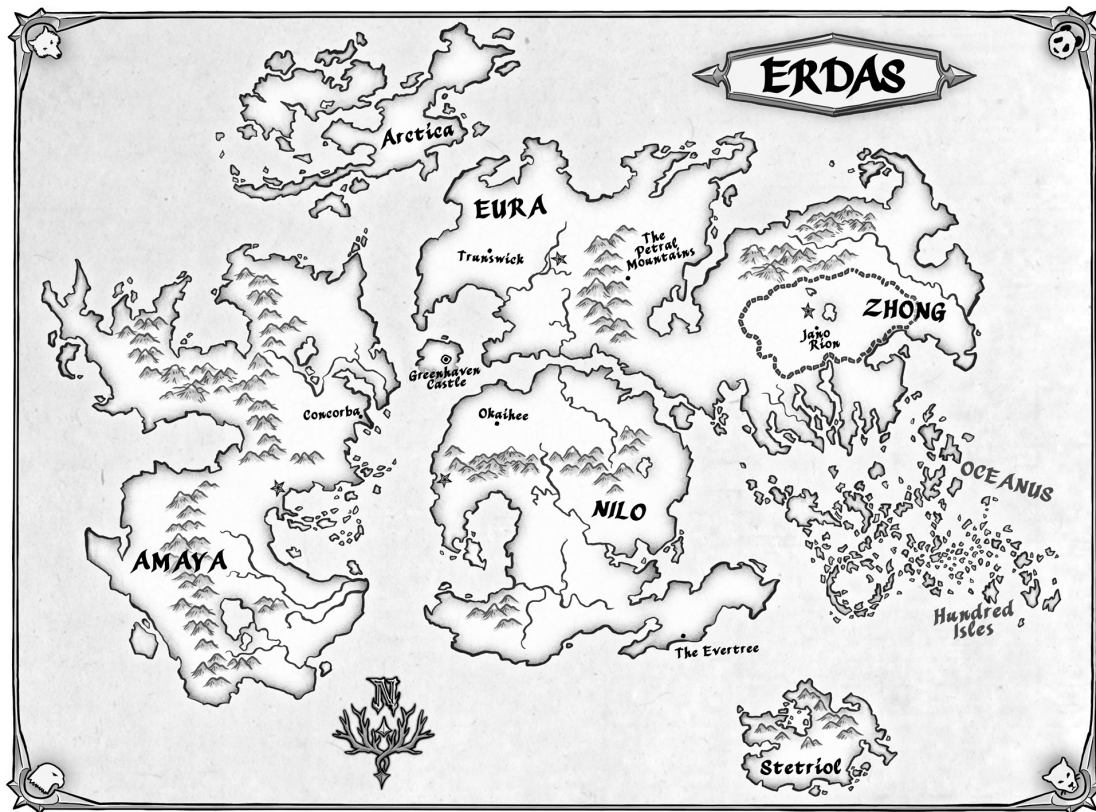 ERDAS
Arctica
EURA
The
Petral
Mountains
Trunswick
ZHONG
Jano
Rion
Greenhaven
Castle
Okaihee
Concorba
OCEANUS
NILO
AMAYA
Hundred
Isles
The Evertree
N
Stetriol